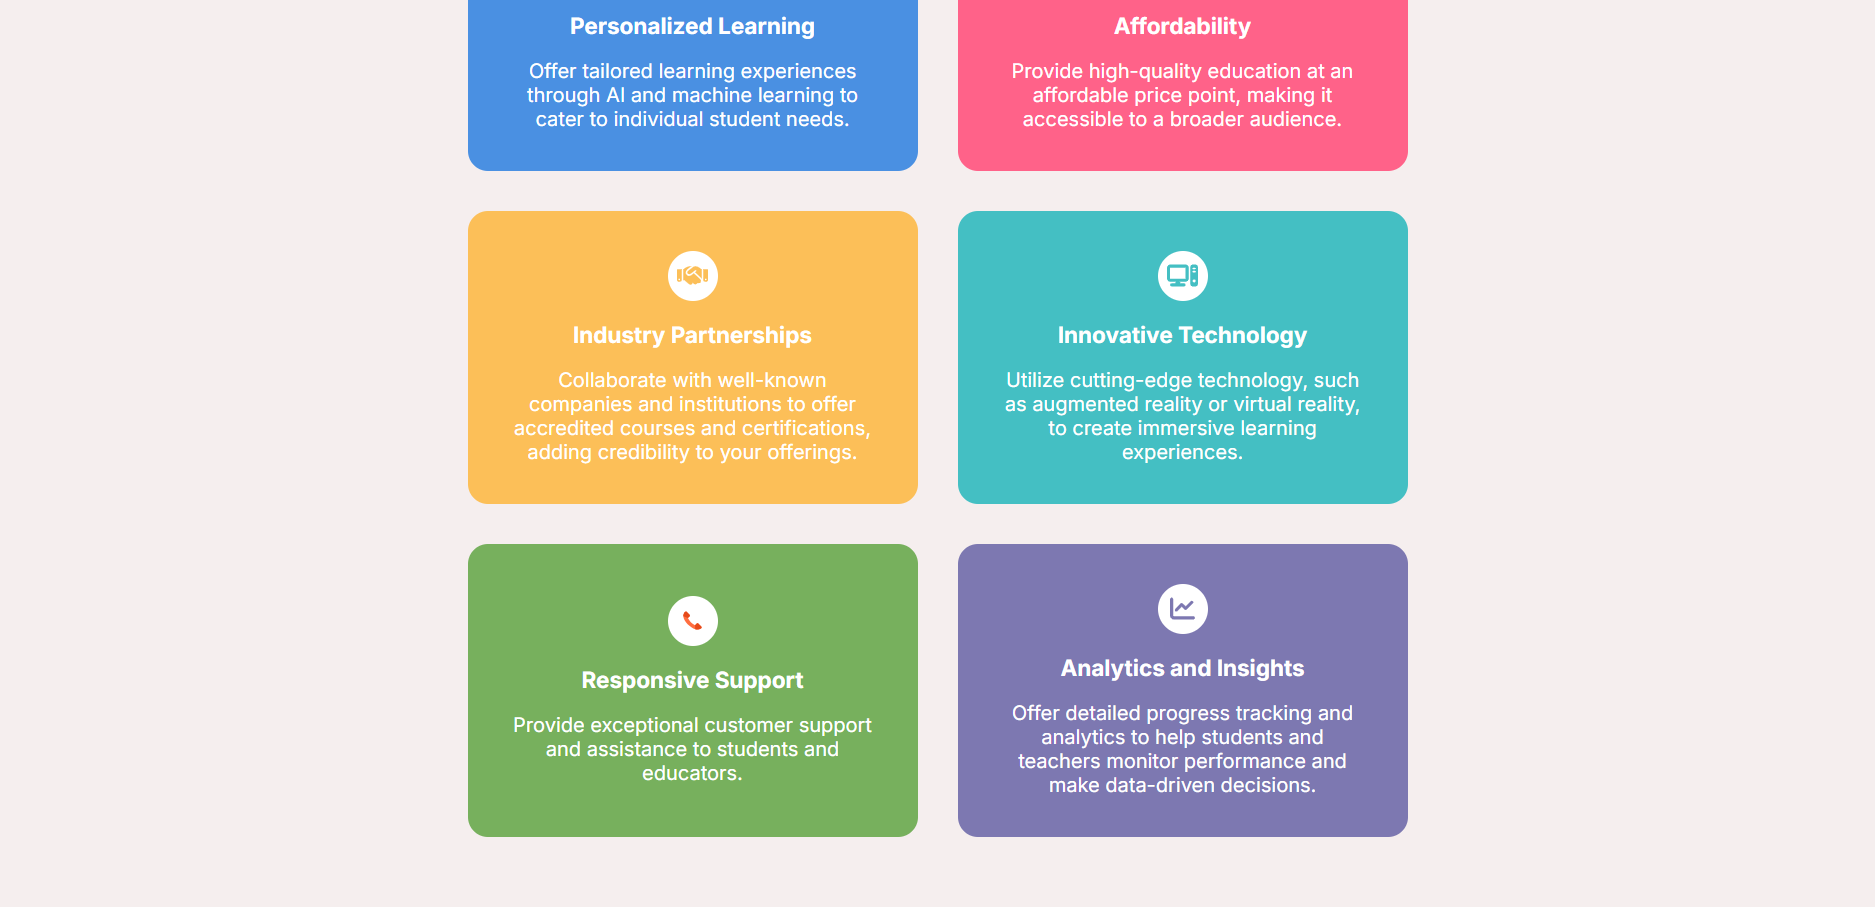 Personalized Learning
Offer tailored learning experiences
through AI and machine learning to
cater to individual student needs.
Affordability
Provide high-quality education at an
affordable price point, making it
accessible to a broader audience.
Industry Partnerships
Collaborate with well-known
companies and institutions to offer
accredited courses and certifications,
adding credibility to your offerings.
Innovative Technology
Utilize cutting-edge technology, such
as augmented reality or virtual reality,
to create immersive learning
experiences.
Responsive Support
Provide exceptional customer support
and assistance to students and
educators.
Analytics and Insights
Offer detailed progress tracking and
analytics to help students and
teachers monitor performance and
make data-driven decisions.